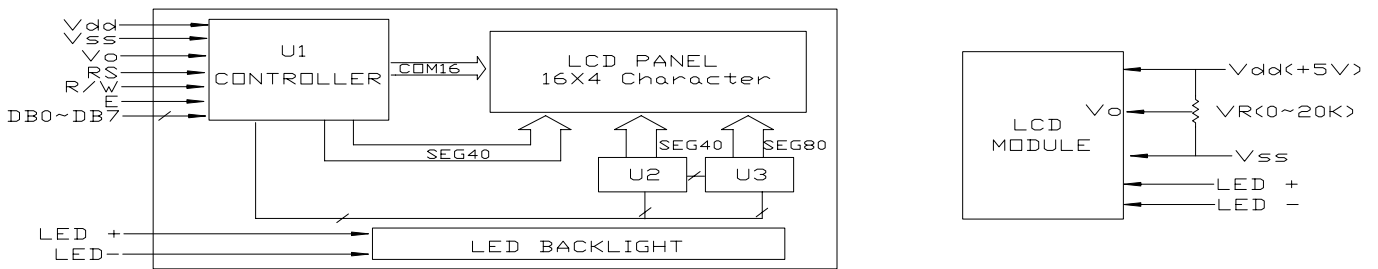 Vdd
Vss
Vo
RS
R/W
E
DB0~DB7
U1
CONTROLLER
COM16
LCD PANEL
16X4 Character
SEG40
SEG40
SEG80
U2
U3
LED +
LED-
LED BACKLIGHT
LCD
MODULE
Vo
Vdd(+5V)
VR(0~20K)
Vss
LED +
LED -